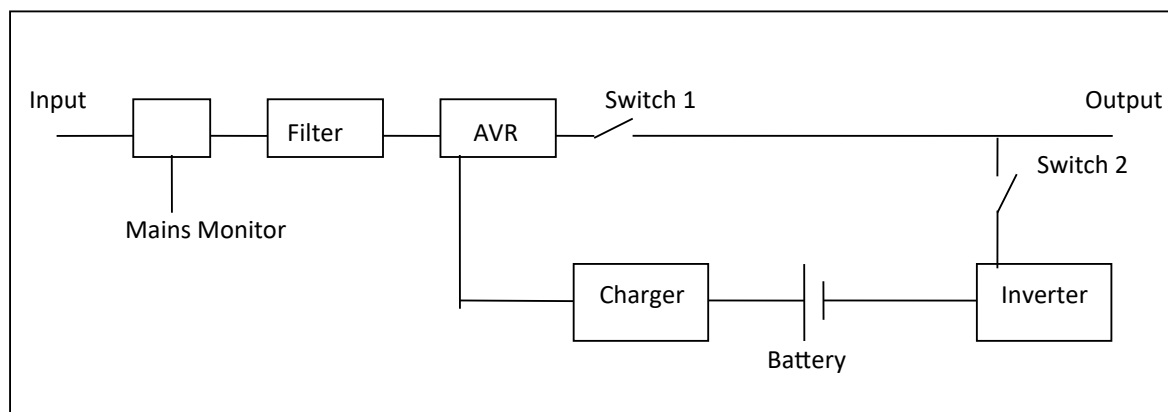 Input
Switch 1
Output
Filter
AVR
Switch 2
Mains Monitor
Charger
Inverter
Battery